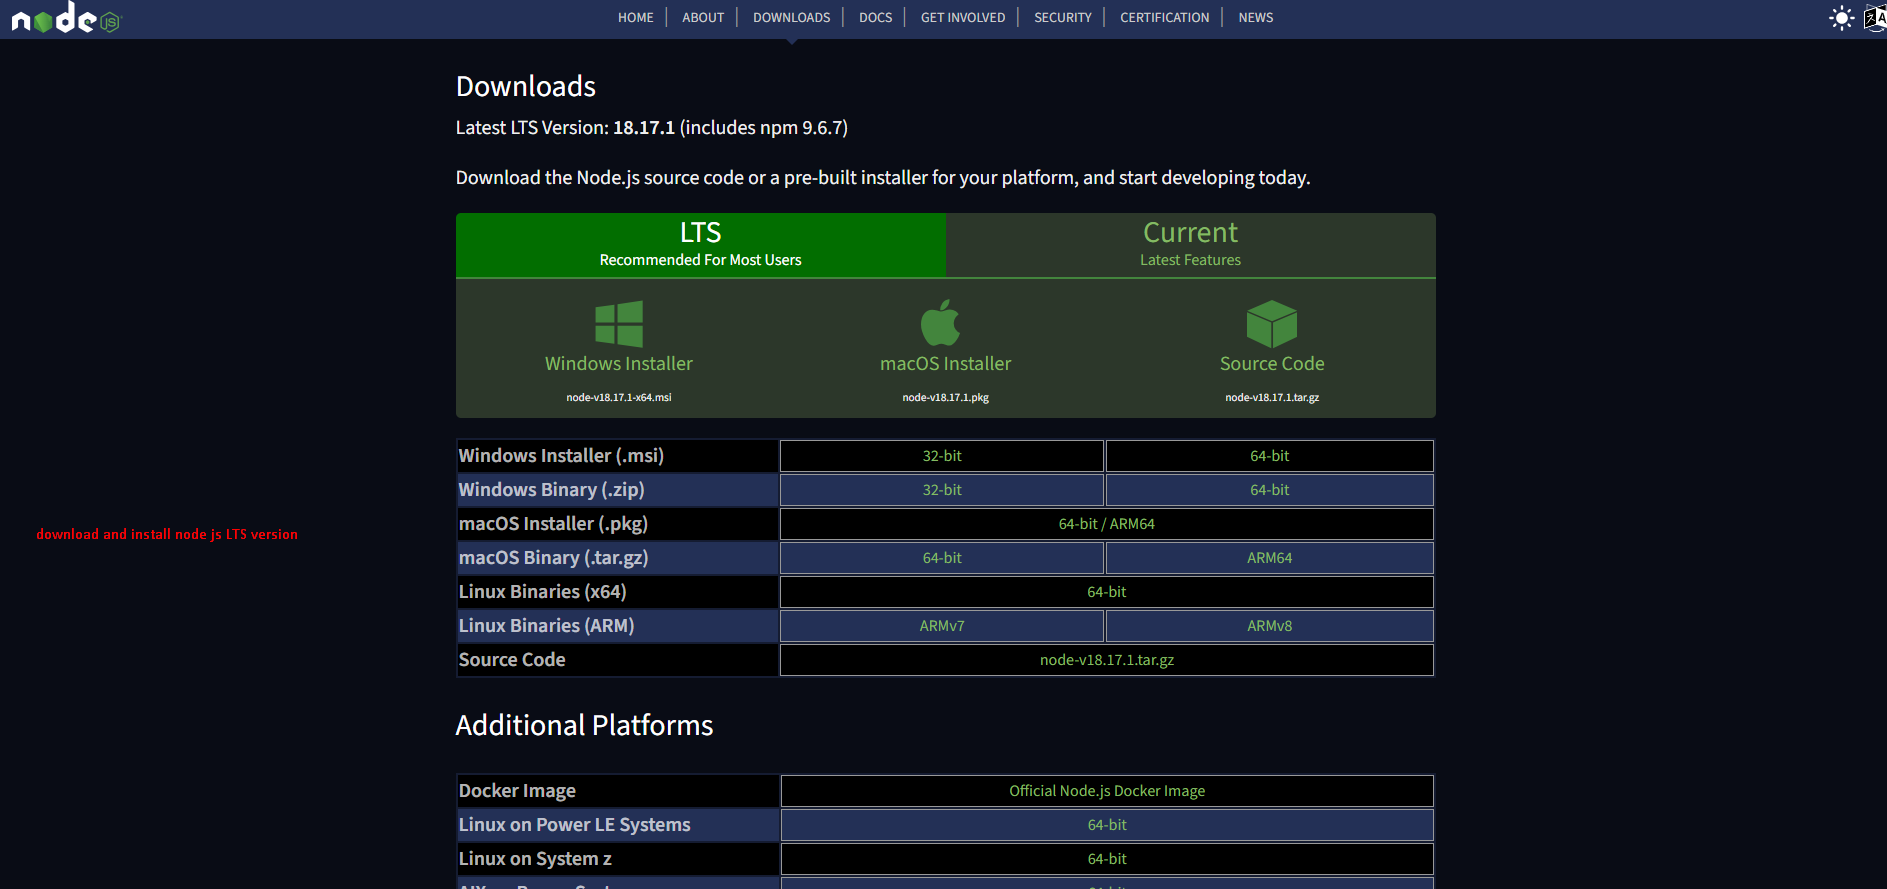 node JS
HOME ABOUT DOWNLOADS DOCS GET INVOLVED SECURITY CERTIFICATION NEWS
Downloads
Latest LTS Version: 18.17.1 (includes npm 9.6.7)
Download the Node.js source code or a pre-built installer for your platform, and start developing today.
LTS
Recommended For Most Users
Current
Latest Features
Windows Installer
node-v18.17.1-x64.msi
macOS Installer
node-v18.17.1.pkg
Source Code
node-v18.17.1.tar.gz
Windows Installer (.msi) 32-bit 64-bit
Windows Binary (.zip) 32-bit 64-bit
macOS Installer (.pkg) 64-bit / ARM64
download and install node js LTS version
macOS Binary (.tar.gz) 64-bit ARM64
Linux Binaries (x64) 64-bit
Linux Binaries (ARM) ARMv7 ARMv8
Source Code node-v18.17.1.tar.gz
Additional Platforms
Docker Image Official Node.js Docker Image
Linux on Power LE Systems 64-bit
Linux on System z 64-bit